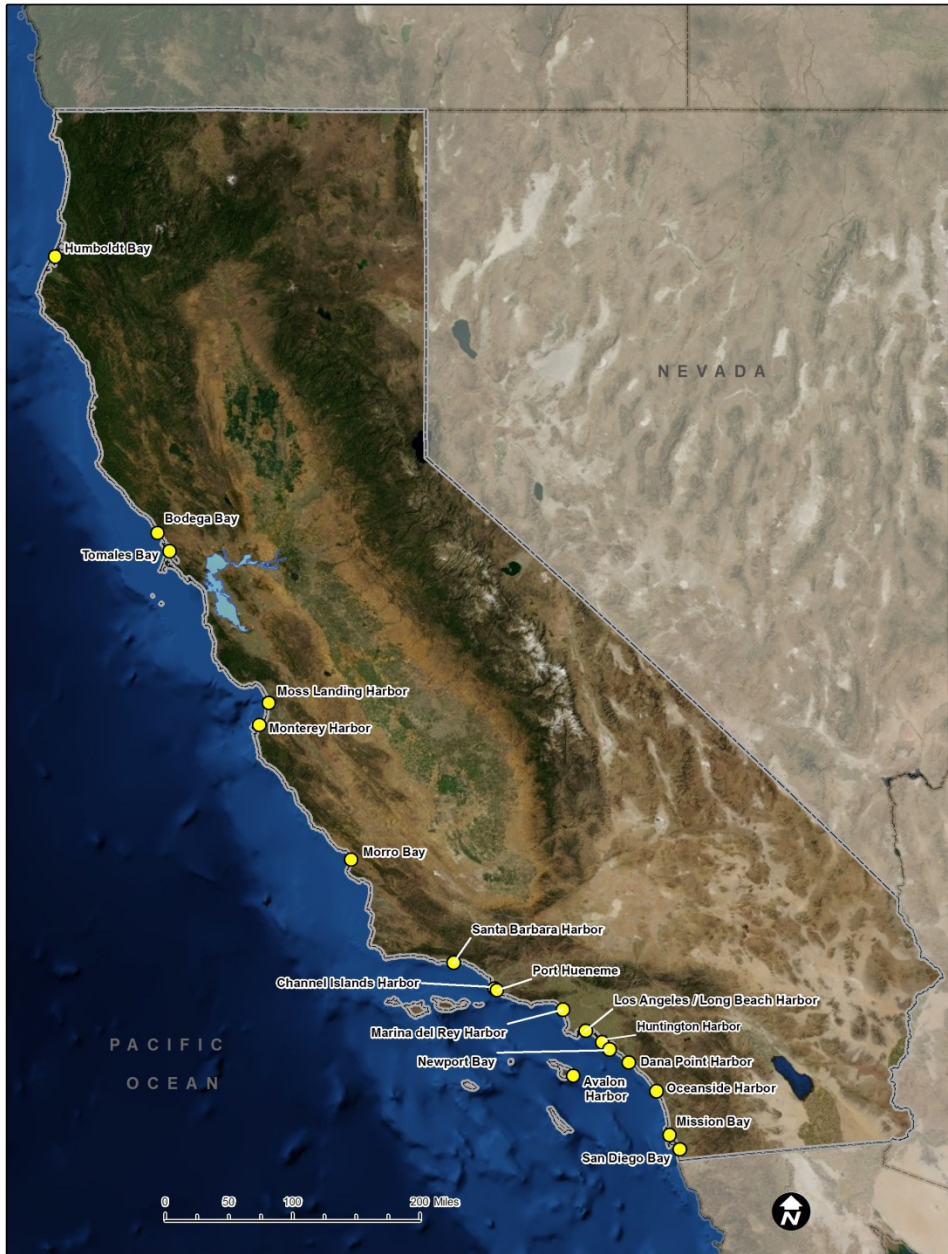 Humboldt Bay
NEVADA
Bodega Bay
Tomales Bay
Moss Landing Harbor
Monterey Harbor
Morro Bay
Santa Barbara Harbor
Port Hueneme
Channel Islands Harbor
Los Angeles / Long Beach Harbor
Huntington Harbor
Marina del Rey Harbor
Newport Bay
Dana Point Harbor
Avalon
Harbor
Oceanside Harbor
PACIFIC
OCEAN
Mission Bay
San Diego Bay
0 50 100 200 Miles
N